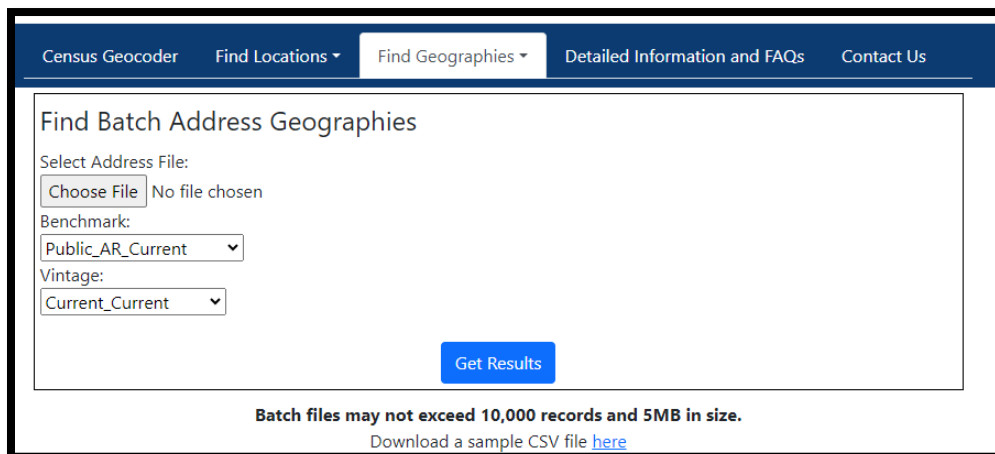 Census Geocoder Find Locations Find Geographies Detailed Information and FAQs Contact Us
Find Batch Address Geographies
Select Address File:
Choose File No file chosen
Benchmark:
Public_AR_Current
Vintage:
Current_Current
Get Results
Batch files may not exceed 10,000 records and 5MB in size.
Download a sample CSV file here